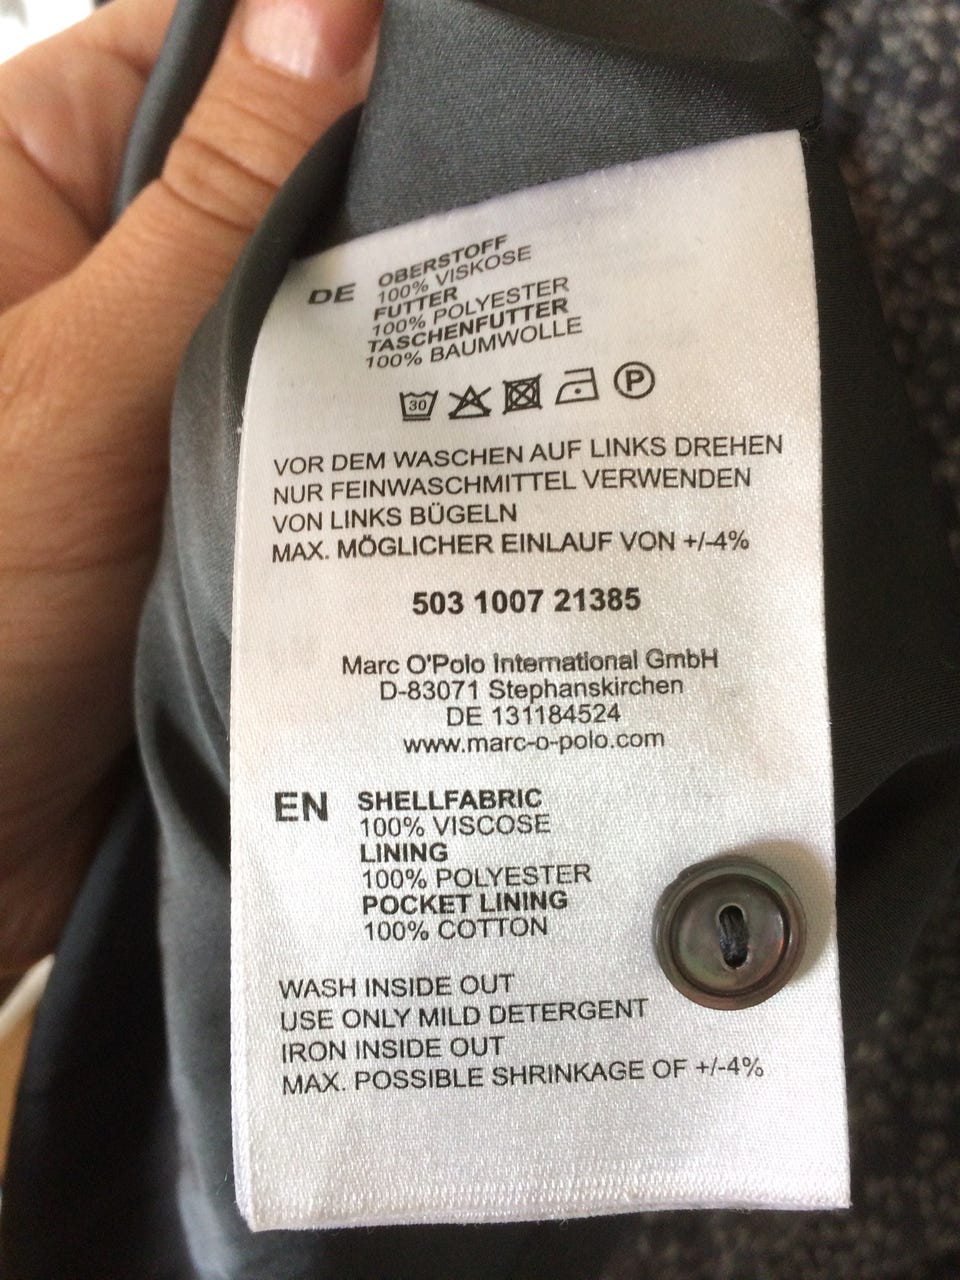 DE
OBERSTOFF
100% VISKOSE
FUTTER
100% POLYESTER
TASCHENFUTTER
100% BAUMWOLLE
30 P
VOR DEM WASCHEN AUF LINKS DREHEN
NUR FEINWASCHMITTEL VERWENDEN
VON LINKS BÜGELN
MAX. MÖGLICHER EINLAUF VON +/-4%
503 1007 21385
Marc O'Polo International GmbH
D-83071 Stephanskirchen
DE 131184524
www.marc-o-polo.com
EN SHELLFABRIC
100% VISCOSE
LINING
100% POLYESTER
POCKET LINING
100% COTTON
WASH INSIDE OUT
USE ONLY MILD DETERGENT
IRON INSIDE OUT
MAX. POSSIBLE SHRINKAGE OF +/-4%